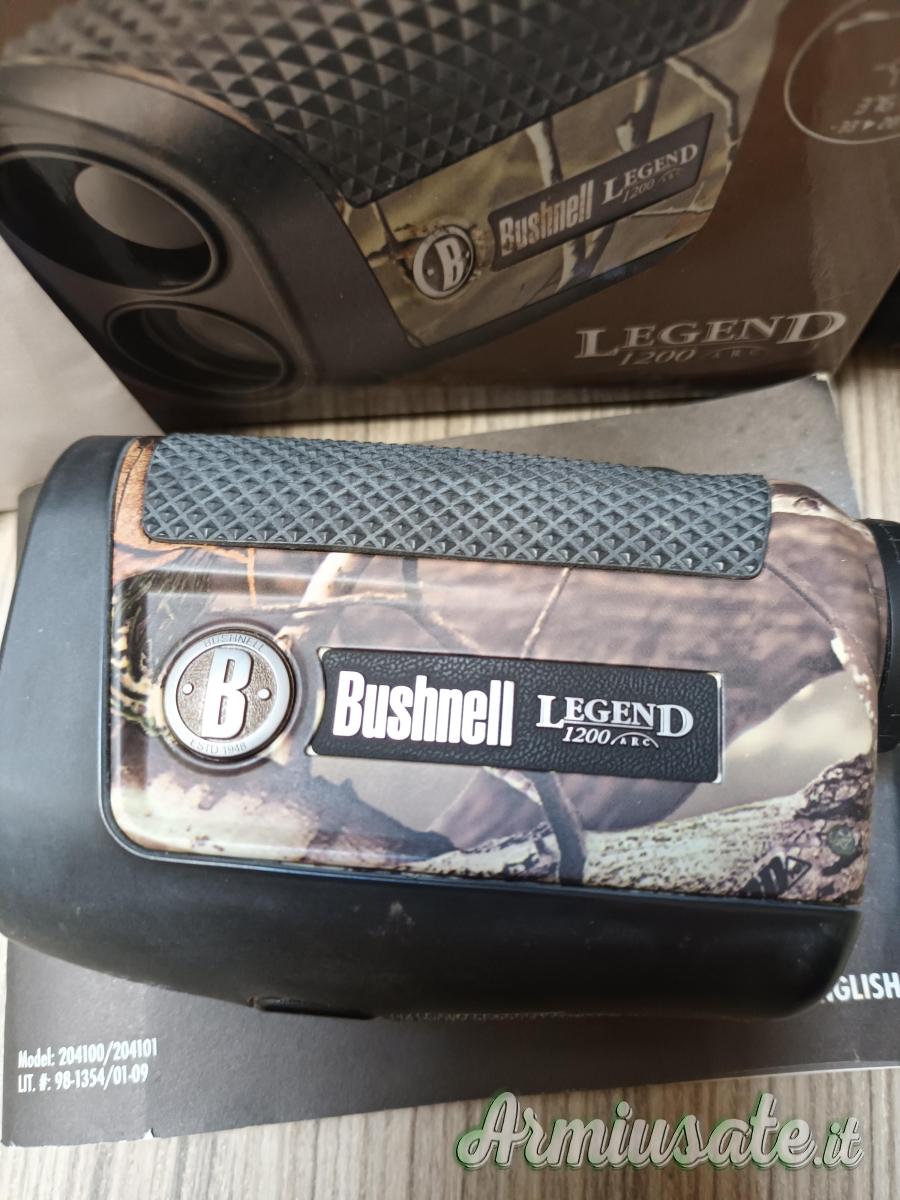 B
Bushnell
LEGEND
1200 ARC
LEGEND
1200 ARC
BUSHNELL
B
ESTD 1948
Bushnell
LEGEND
1200 ARC
Model: 204100/204101
LIT. #: 98-1354/01-09
Armiusate.it